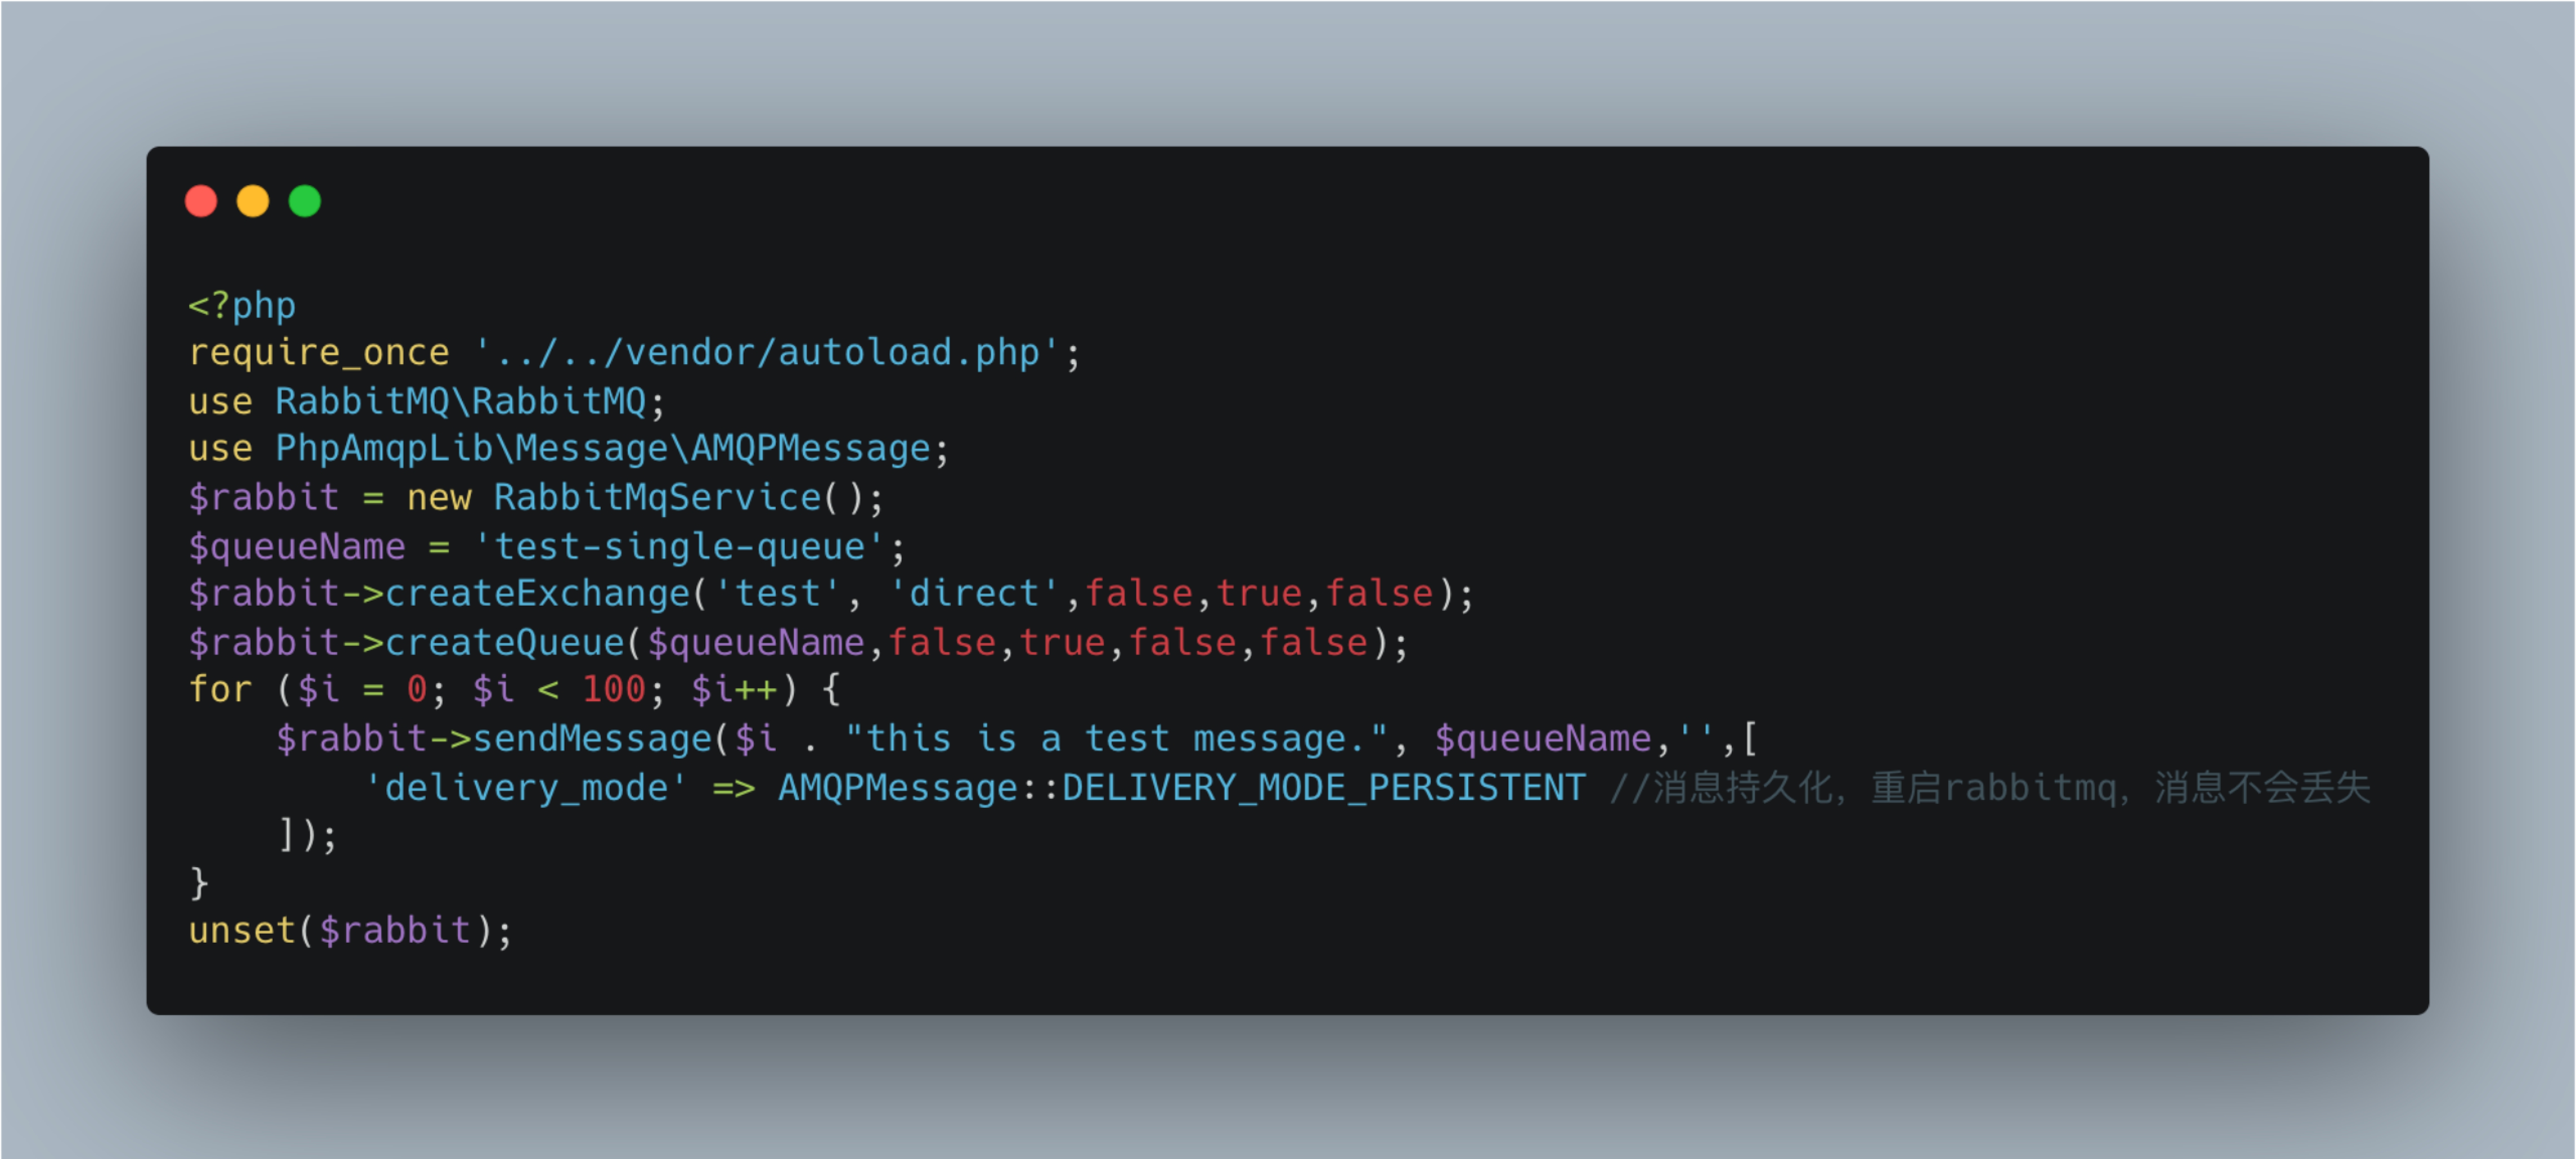 <?php
require_once '../../vendor/autoload.php';
use RabbitMQ\RabbitMQ;
use PhpAmqpLib\Message\AMQPMessage;
$rabbit = new RabbitMqService();
$queueName = 'test-single-queue';
$rabbit->createExchange('test', 'direct',false,true,false);
$rabbit->createQueue($queueName,false,true,false,false);
for ($i = 0; $i < 100; $i++) {
    $rabbit->sendMessage($i . "this is a test message.", $queueName,'',[
        'delivery_mode' => AMQPMessage::DELIVERY_MODE_PERSISTENT //消息持久化，重启rabbitmq，消息不会丢失
    ]);
}
unset($rabbit);